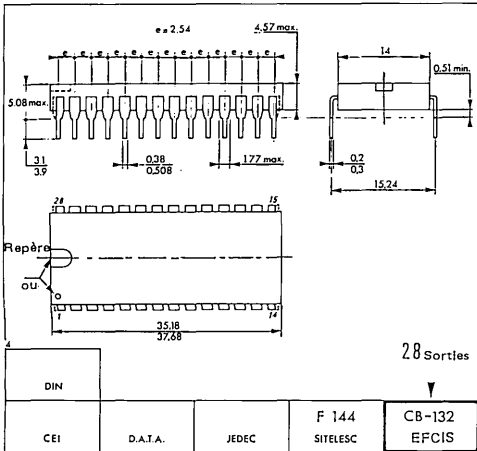 e = 2.54
4.57 max.
e e e e e e e e e e e e e
5.08 max.
3.1
3.9
0,38
0,508
1.77 max.
14
0,51 min.
0,2
0,3
15,24
28
15
Repère
ou
1
14
35,18
37,68
4
28 Sorties
DIN
CEI
D.A.T.A.
JEDEC
F 144
SITELESC
CB-132
EFCIS